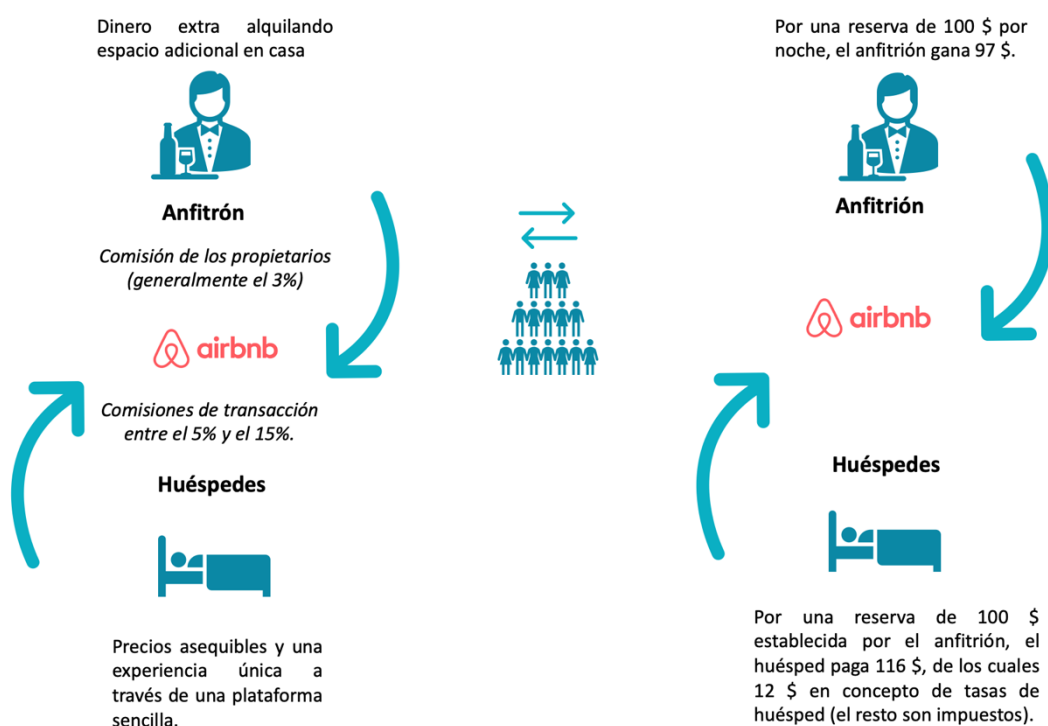 Dinero extra alquilando
espacio adicional en casa
Anfitrón
Comisión de los propietarios
(generalmente el 3%)
airbnb
Comisiones de transacción
entre el 5% y el 15%.
Huéspedes
Precios asequibles y una
experiencia única a
través de una plataforma
sencilla.
Por una reserva de 100 $ por
noche, el anfitrión gana 97 $.
Anfitrión
airbnb
Huéspedes
Por una reserva de 100 $
establecida por el anfitrión, el
huésped paga 116 $, de los cuales
12 $ en concepto de tasas de
huésped (el resto son impuestos).